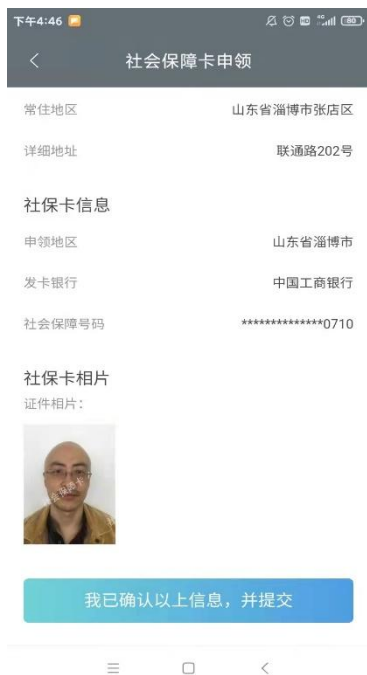 下午4:46
4G 60
社会保障卡申领
常住地区 山东省淄博市张店区
详细地址 联通路202号
社保卡信息
申领地区 山东省淄博市
发卡银行 中国工商银行
社会保障号码 **************0710
社保卡相片
证件相片：
我已确认以上信息，并提交